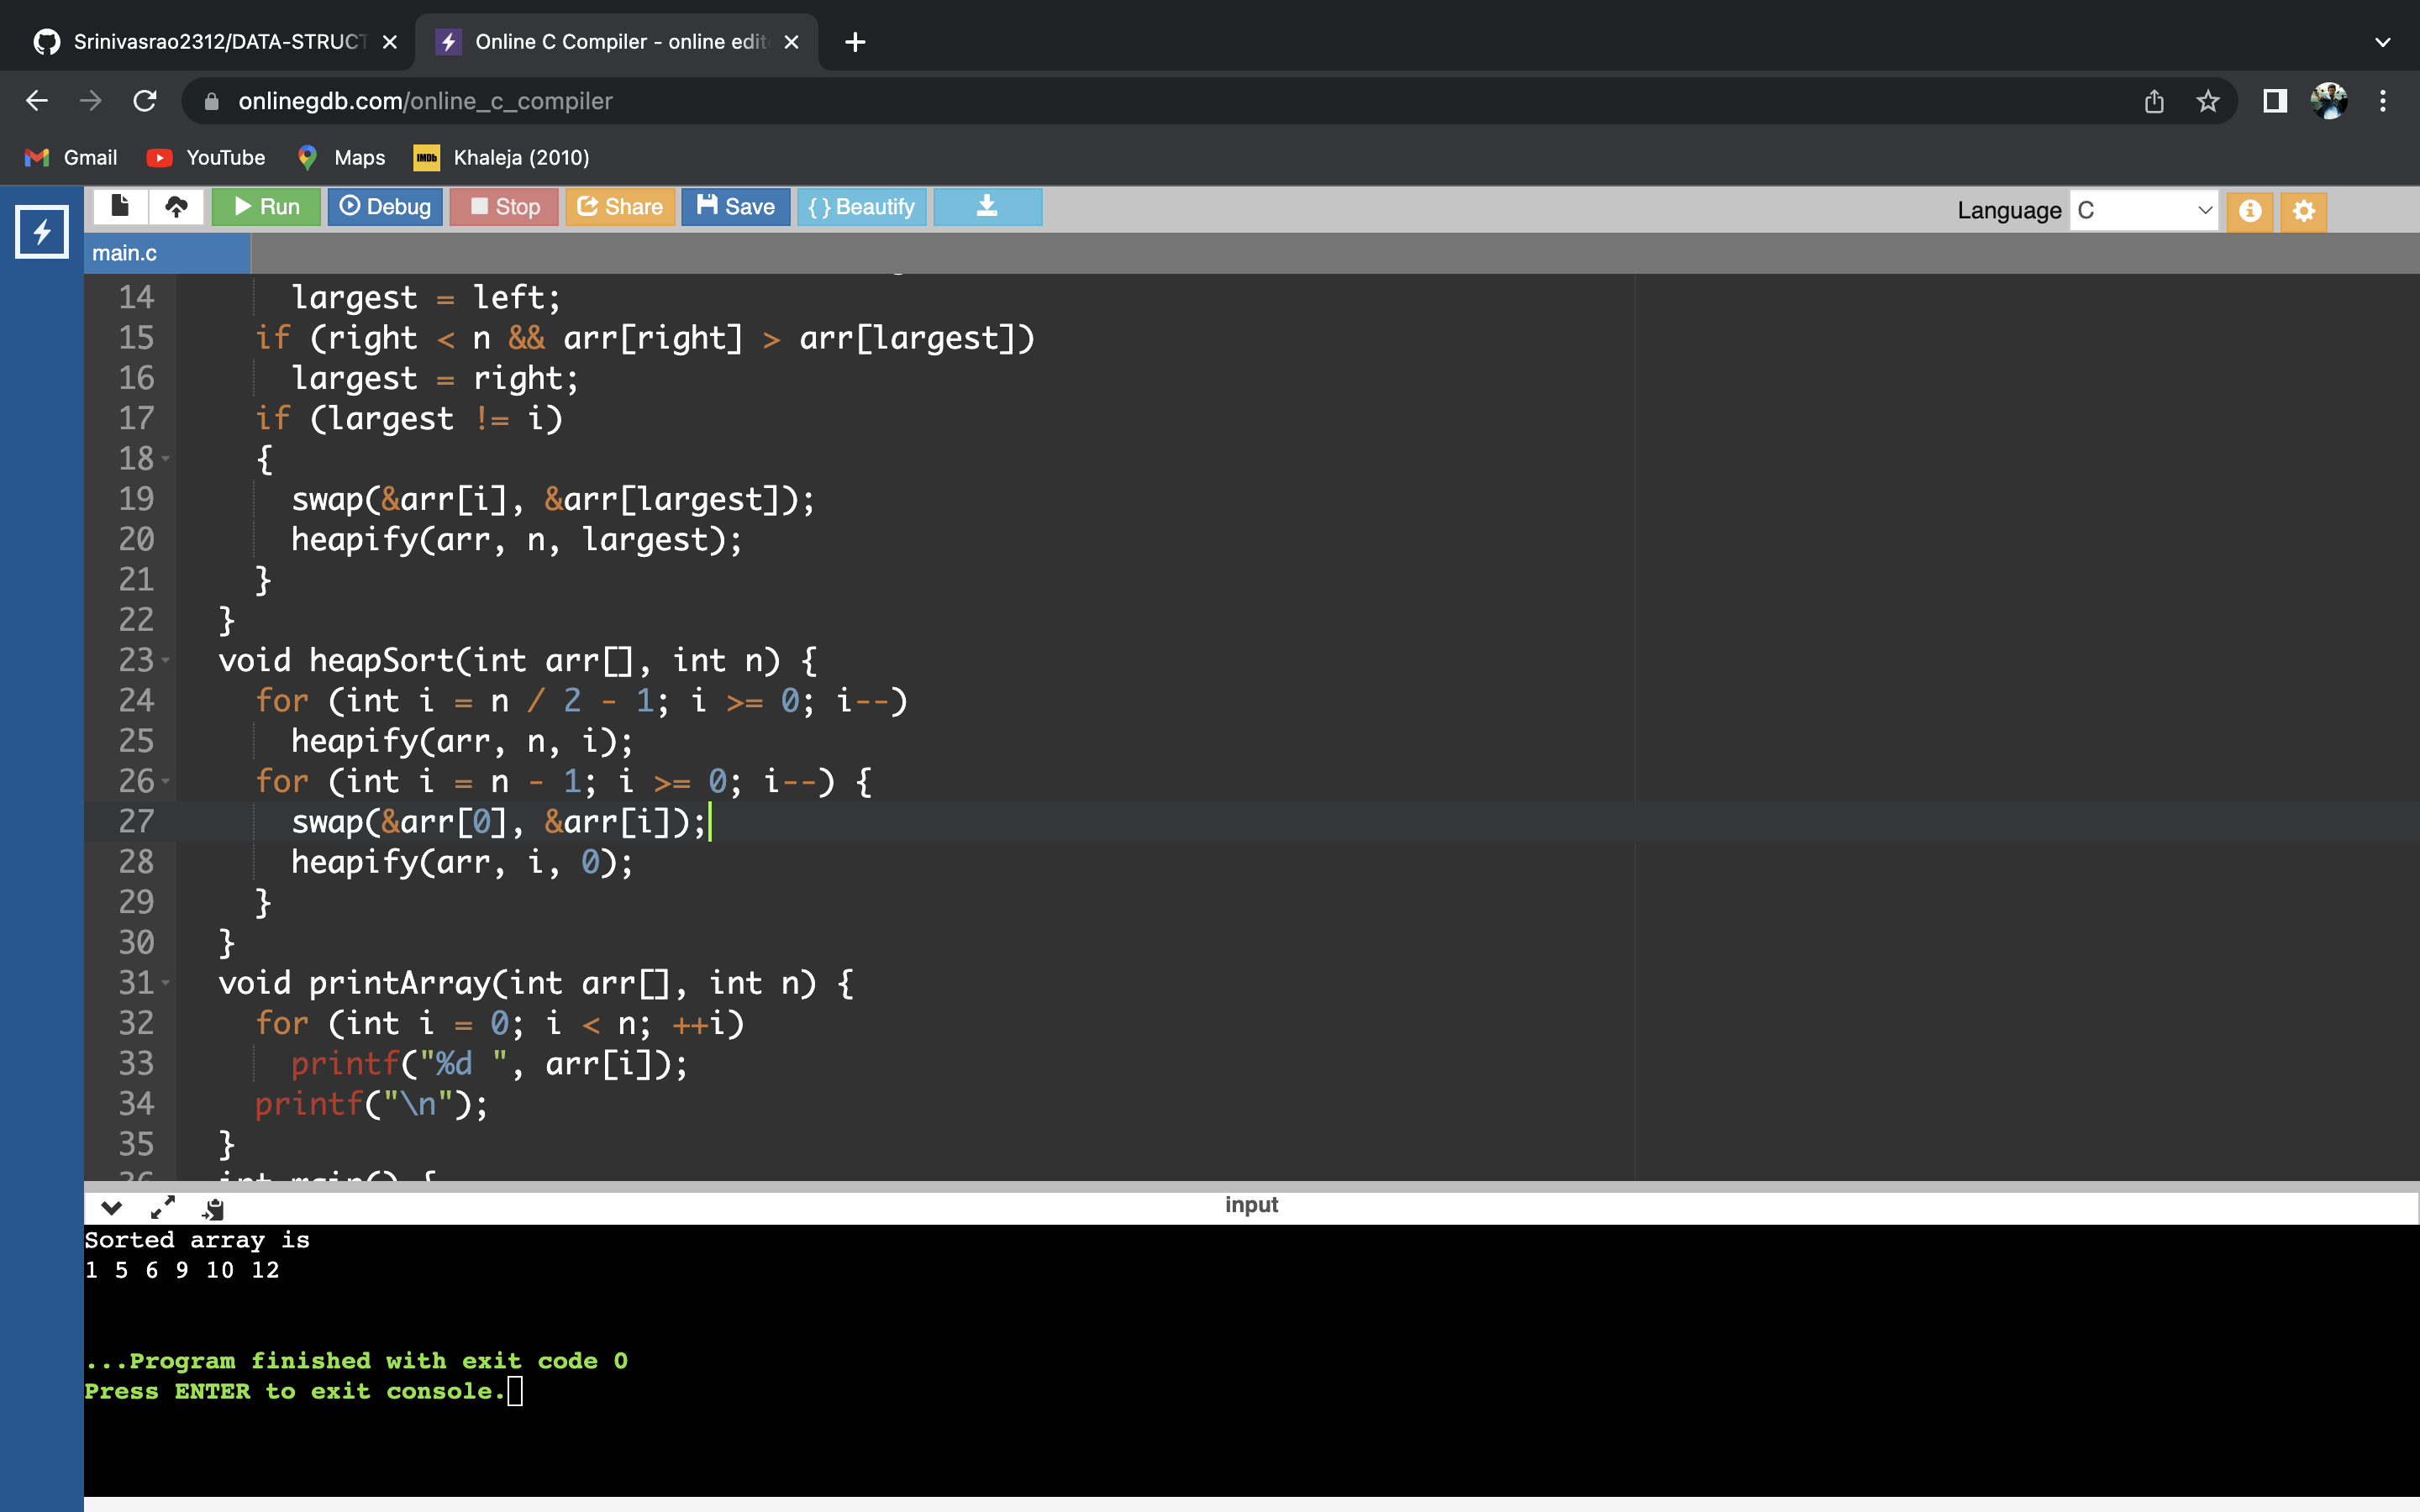 Srinivasrao2312/DATA-STRUCT
Online C Compiler - online edit
onlinegdb.com/online_c_compiler
Gmail YouTube Maps IMDb Khaleja (2010)
Run Debug Stop Share Save { } Beautify Language C
main.c
14 largest = left;
15 if (right < n && arr[right] > arr[largest])
16 largest = right;
17 if (largest != i)
18 {
19 swap(&arr[i], &arr[largest]);
20 heapify(arr, n, largest);
21 }
22 }
23 void heapSort(int arr[], int n) {
24 for (int i = n / 2 - 1; i >= 0; i--)
25 heapify(arr, n, i);
26 for (int i = n - 1; i >= 0; i--) {
27 swap(&arr[0], &arr[i]);
28 heapify(arr, i, 0);
29 }
30 }
31 void printArray(int arr[], int n) {
32 for (int i = 0; i < n; ++i)
33 printf("%d ", arr[i]);
34 printf("\n");
35 }
36 int main() {
input
Sorted array is
1 5 6 9 10 12
...Program finished with exit code 0
Press ENTER to exit console.